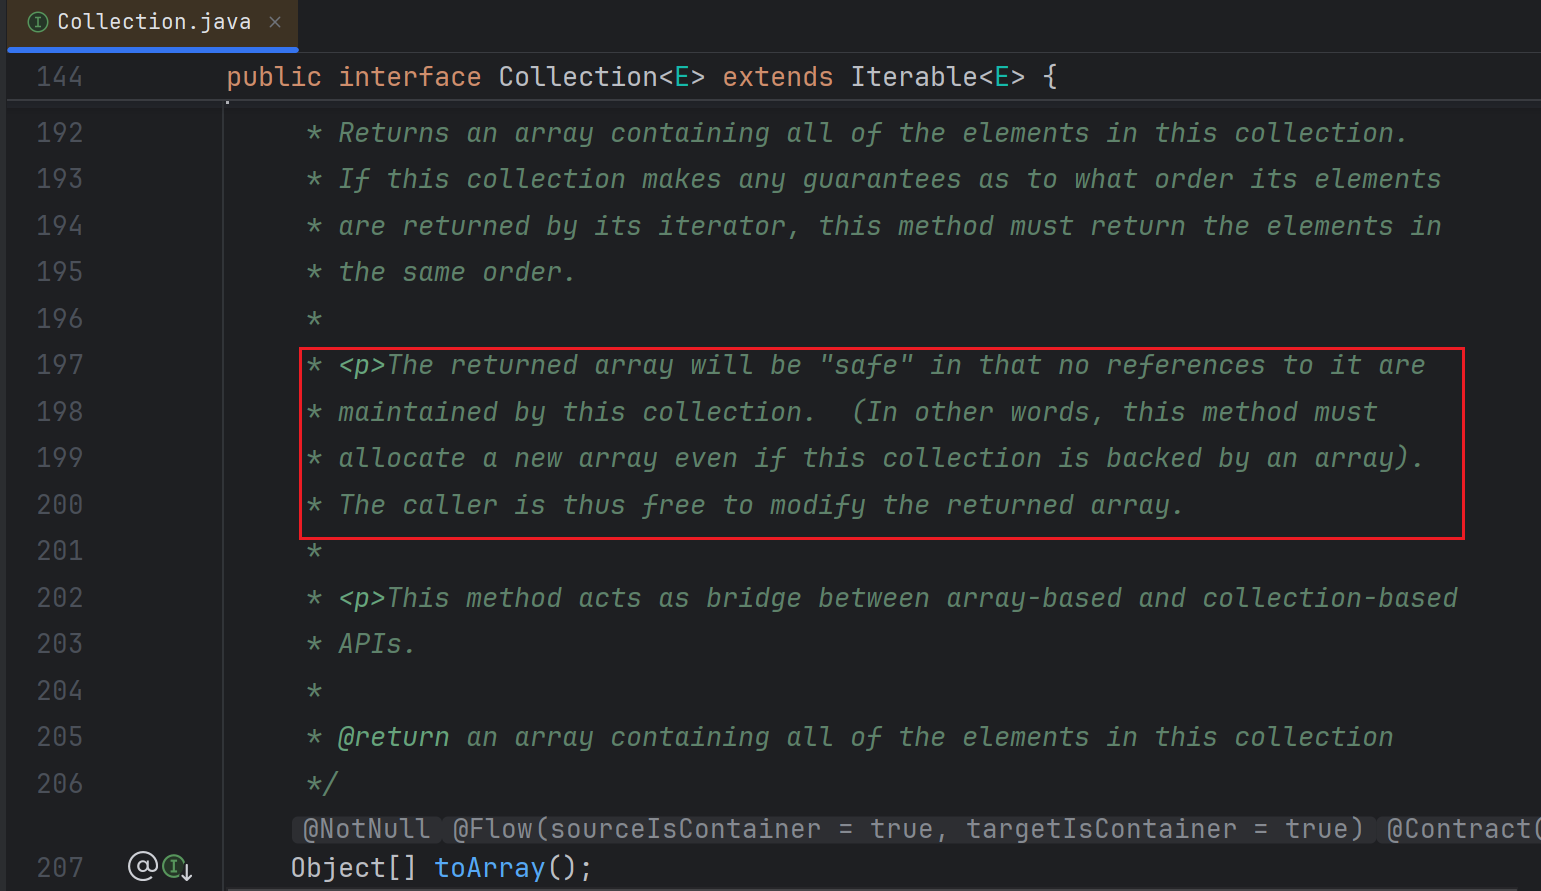 Collection.java ×
144 public interface Collection<E> extends Iterable<E> {
192 * Returns an array containing all of the elements in this collection.
193 * If this collection makes any guarantees as to what order its elements
194 * are returned by its iterator, this method must return the elements in
195 * the same order.
196 *
197 * <p>The returned array will be "safe" in that no references to it are
198 * maintained by this collection.  (In other words, this method must
199 * allocate a new array even if this collection is backed by an array).
200 * The caller is thus free to modify the returned array.
201 *
202 * <p>This method acts as bridge between array-based and collection-based
203 * APIs.
204 *
205 * @return an array containing all of the elements in this collection
206 */
@NotNull @Flow(sourceIsContainer = true, targetIsContainer = true) @Contract(
207 Object[] toArray();